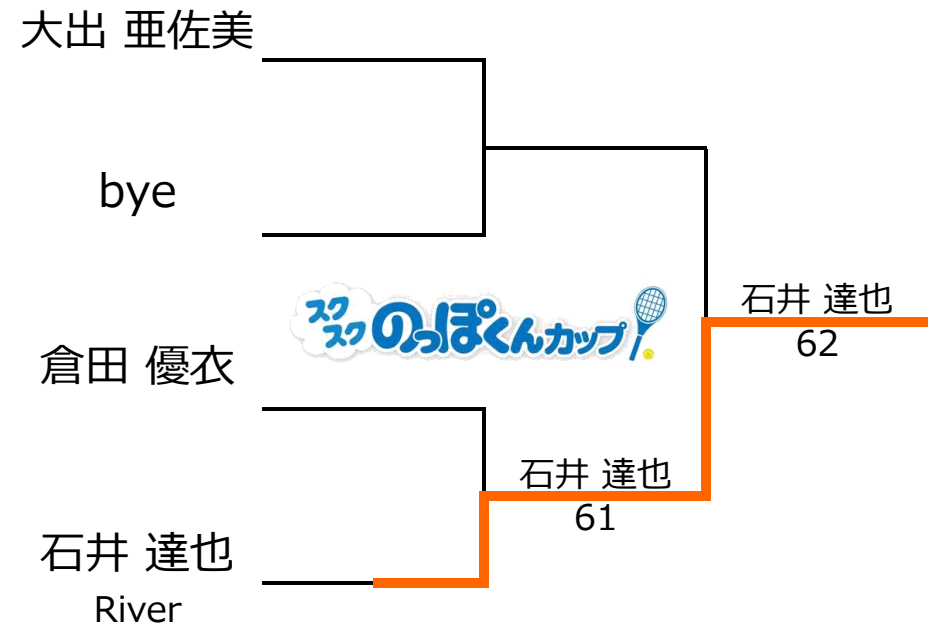 大出 亜佐美
bye
スク
スク のっぽくんカップ
石井 達也
62
倉田 優衣
石井 達也
61
石井 達也
River